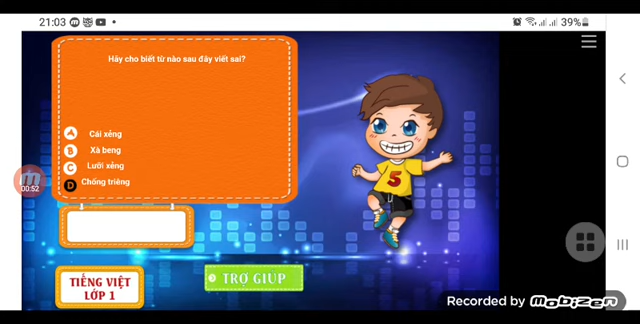 21:03
39%
Hãy cho biết từ nào sau đây viết sai?
A Cái xẻng
B Xà beng
C Lưỡi xẻng
D Chống triêng
00:52
5
TIẾNG VIỆT
LỚP 1
TRỢ GIÚP
Recorded by Mobizen